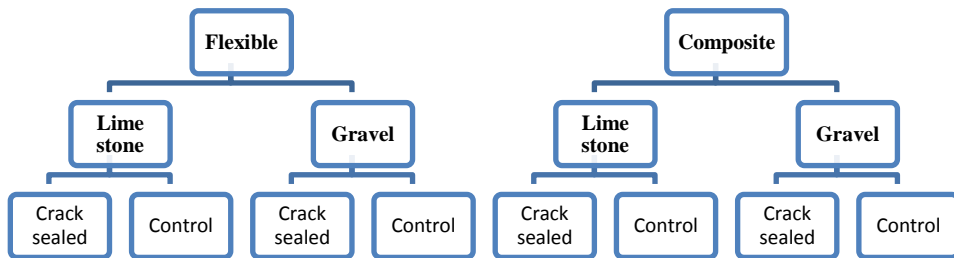 Flexible
Composite
Lime
stone
Gravel
Lime
stone
Gravel
Crack
sealed
Control
Crack
sealed
Control
Crack
sealed
Control
Crack
sealed
Control